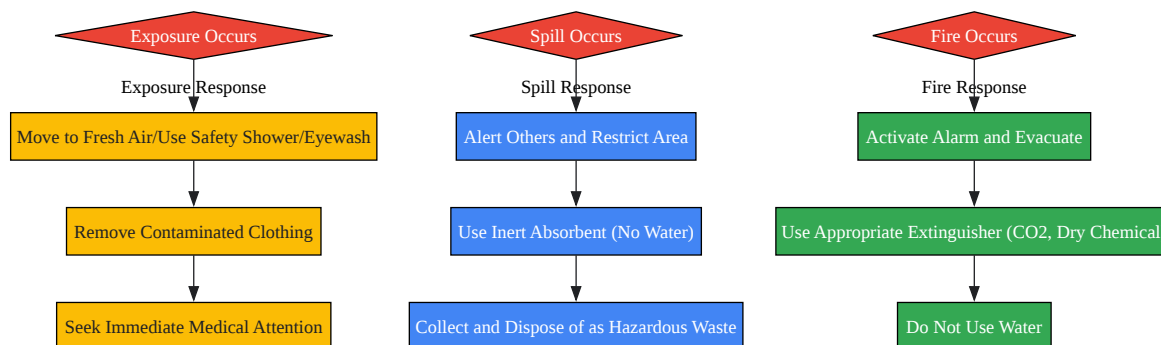 Exposure Occurs
Spill Occurs
Fire Occurs
Exposure Response
Spill Response
Fire Response
Move to Fresh Air/Use Safety Shower/Eyewash
Alert Others and Restrict Area
Activate Alarm and Evacuate
Remove Contaminated Clothing
Use Inert Absorbent (No Water)
Use Appropriate Extinguisher (CO2, Dry Chemical
Seek Immediate Medical Attention
Collect and Dispose of as Hazardous Waste
Do Not Use Water